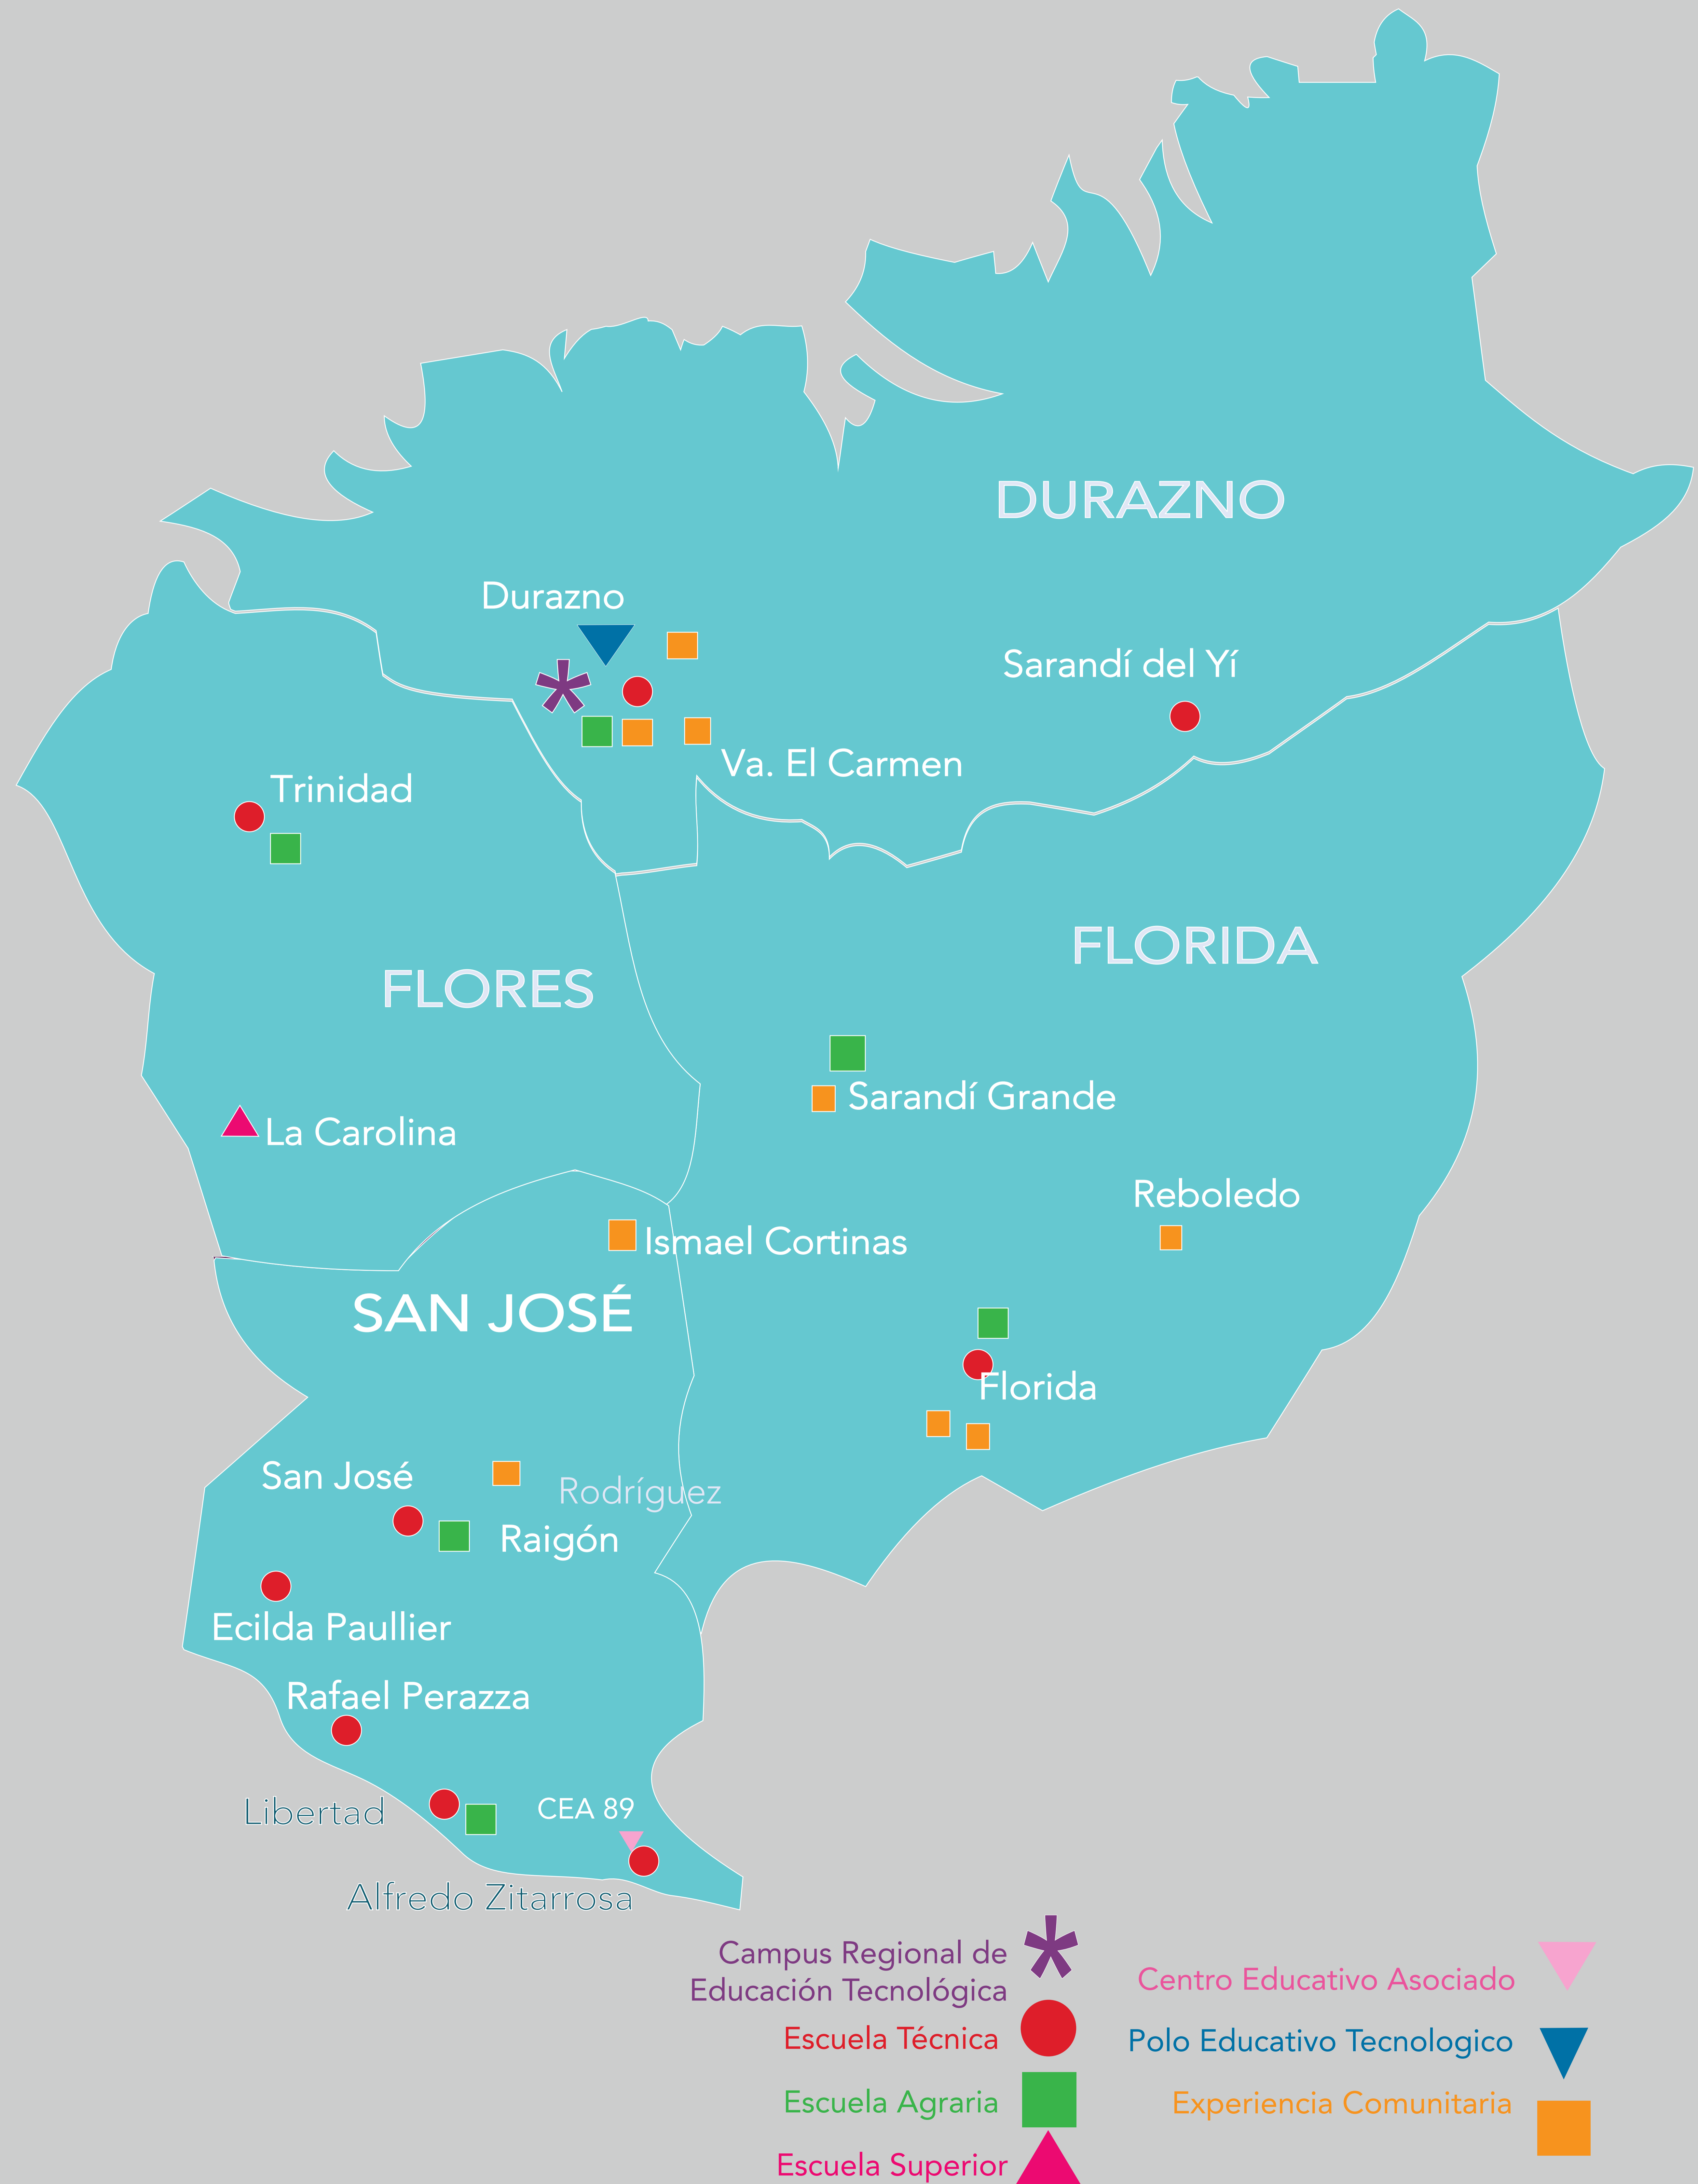 DURAZNO
Durazno
Sarandí del Yí
Va. El Carmen
Trinidad
FLORIDA
FLORES
Sarandí Grande
La Carolina
Reboledo
Ismael Cortinas
SAN JOSÉ
Florida
San José
Rodríguez
Raigón
Ecilda Paullier
Rafael Perazza
Libertad
CEA 89
Alfredo Zitarrosa
Campus Regional de
Educación Tecnológica
Escuela Técnica
Escuela Agraria
Escuela Superior
Centro Educativo Asociado
Polo Educativo Tecnologico
Experiencia Comunitaria